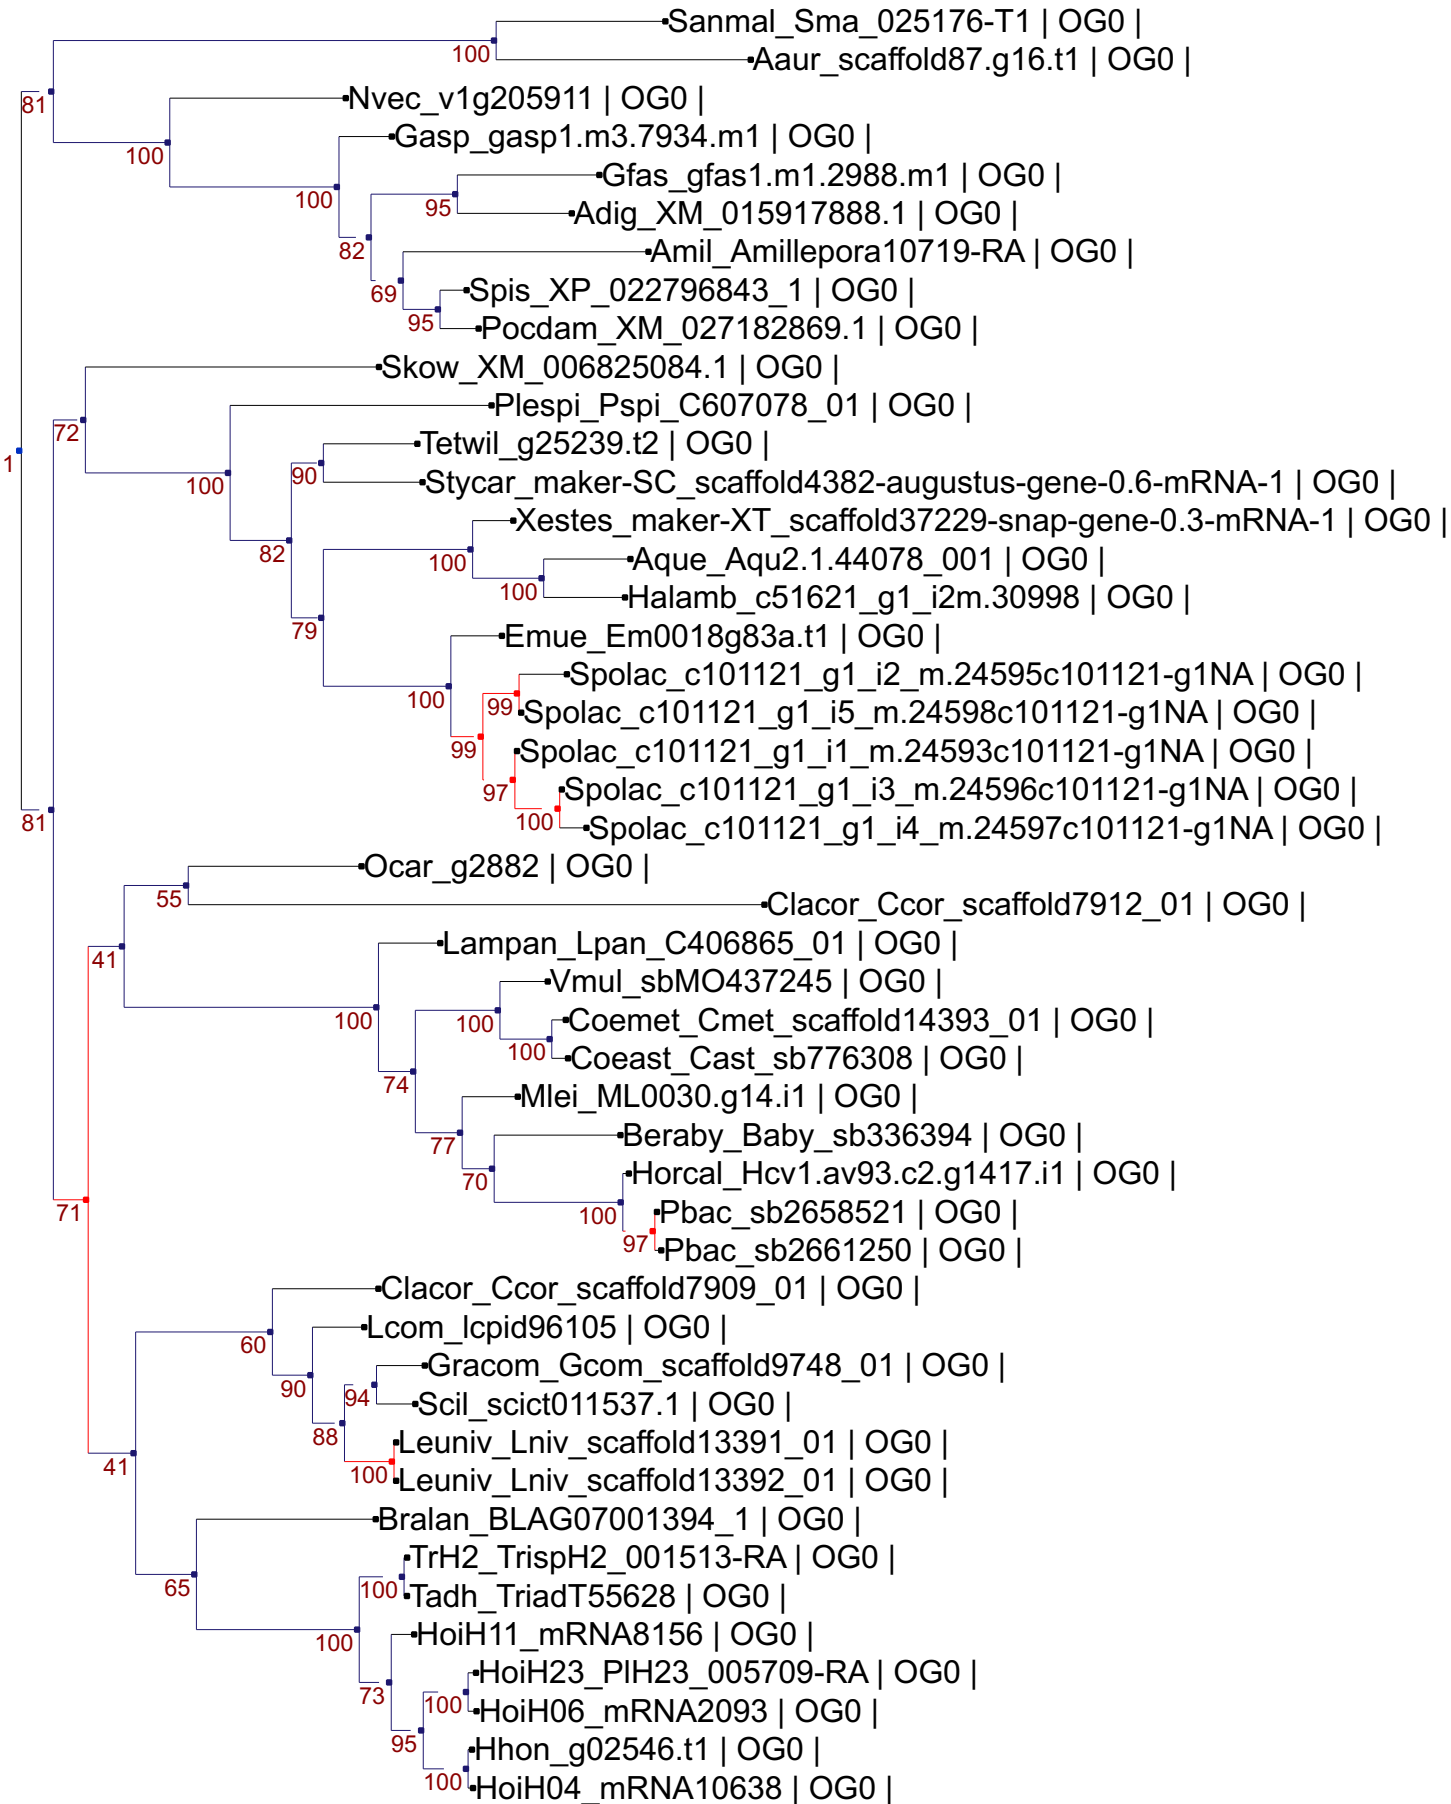 Sanmal_Sma_025176-T1 | OG0 |
100
Aaur_scaffold87.g16.t1 | OG0 |
81
Nvec_v1g205911 | OG0 |
Gasp_gasp1.m3.7934.m1 | OG0 |
100
Gfas_gfas1.m1.2988.m1 | OG0 |
100
95
Adig_XM_015917888.1 | OG0 |
82
Amil_Amillepora10719-RA | OG0 |
69
Spis_XP_022796843_1 | OG0 |
95
Pocdam_XM_027182869.1 | OG0 |
Skow_XM_006825084.1 | OG0 |
Plespi_Pspi_C607078_01 | OG0 |
72
Tetwil_g25239.t2 | OG0 |
1
90
100
Stycar_maker-SC_scaffold4382-augustus-gene-0.6-mRNA-1 | OG0 |
Xestes_maker-XT_scaffold37229-snap-gene-0.3-mRNA-1 | OG0 |
82
100
Aque_Aqu2.1.44078_001 | OG0 |
100
Halamb_c51621_g1_i2m.30998 | OG0 |
79
Emue_Em0018g83a.t1 | OG0 |
Spolac_c101121_g1_i2_m.24595c101121-g1NA | OG0 |
100
99
Spolac_c101121_g1_i5_m.24598c101121-g1NA | OG0 |
99
Spolac_c101121_g1_i1_m.24593c101121-g1NA | OG0 |
97
Spolac_c101121_g1_i3_m.24596c101121-g1NA | OG0 |
81
100
Spolac_c101121_g1_i4_m.24597c101121-g1NA | OG0 |
Ocar_g2882 | OG0 |
55
Clacor_Ccor_scaffold7912_01 | OG0 |
41
Lampan_Lpan_C406865_01 | OG0 |
Vmul_sbMO437245 | OG0 |
100
100
Coemet_Cmet_scaffold14393_01 | OG0 |
100
Coeast_Cast_sb776308 | OG0 |
74
Mlei_ML0030.g14.i1 | OG0 |
77
Beraby_Baby_sb336394 | OG0 |
70
Horcal_Hcv1.av93.c2.g1417.i1 | OG0 |
71
100
Pbac_sb2658521 | OG0 |
97
Pbac_sb2661250 | OG0 |
Clacor_Ccor_scaffold7909_01 | OG0 |
60
Lcom_lcpid96105 | OG0 |
90
Gracom_Gcom_scaffold9748_01 | OG0 |
94
Scil_scict011537.1 | OG0 |
88
Leuniv_Lniv_scaffold13391_01 | OG0 |
41
100
Leuniv_Lniv_scaffold13392_01 | OG0 |
Bralan_BLAG07001394_1 | OG0 |
TrH2_TrispH2_001513-RA | OG0 |
65
100
Tadh_TriadT55628 | OG0 |
100
HoiH11_mRNA8156 | OG0 |
HoiH23_PlH23_005709-RA | OG0 |
73
100
HoiH06_mRNA2093 | OG0 |
95
Hhon_g02546.t1 | OG0 |
100
HoiH04_mRNA10638 | OG0 |